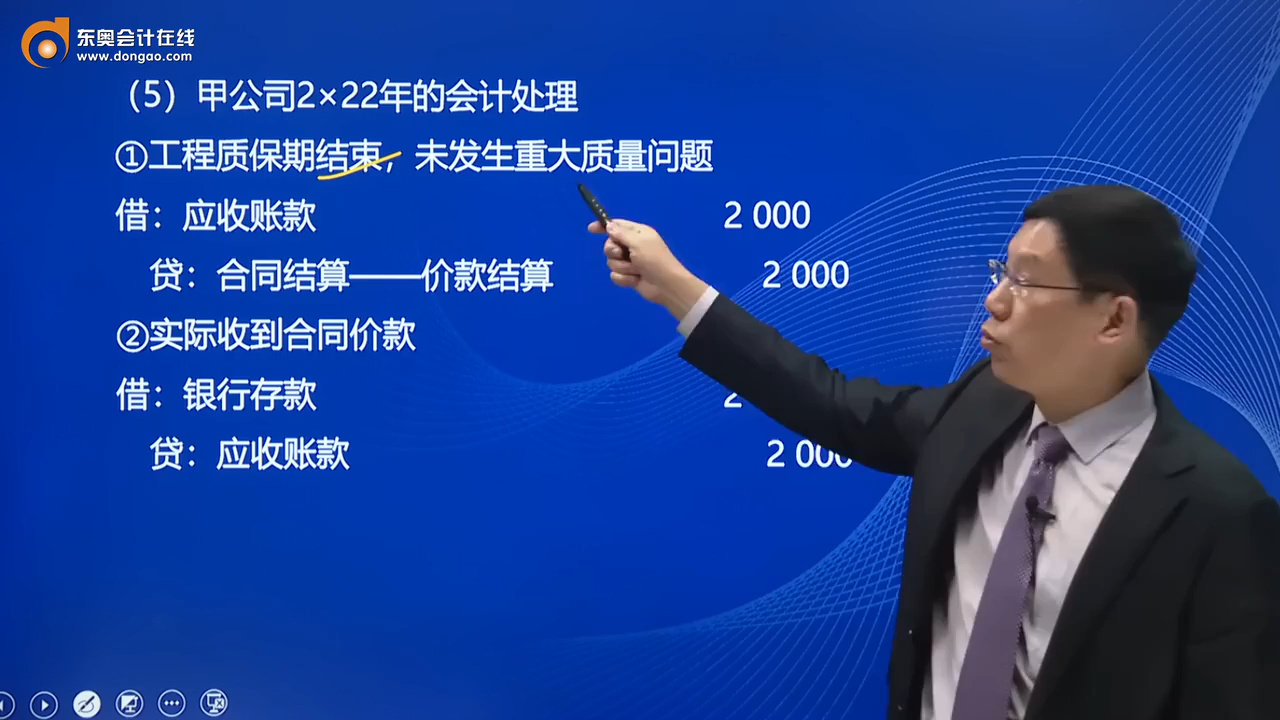 东奥会计在线
www.dongao.com
（5）甲公司2×22年的会计处理
①工程质保期结束，未发生重大质量问题
借：应收账款 2 000
贷：合同结算——价款结算 2 000
②实际收到合同价款
借：银行存款 2
贷：应收账款 2 000